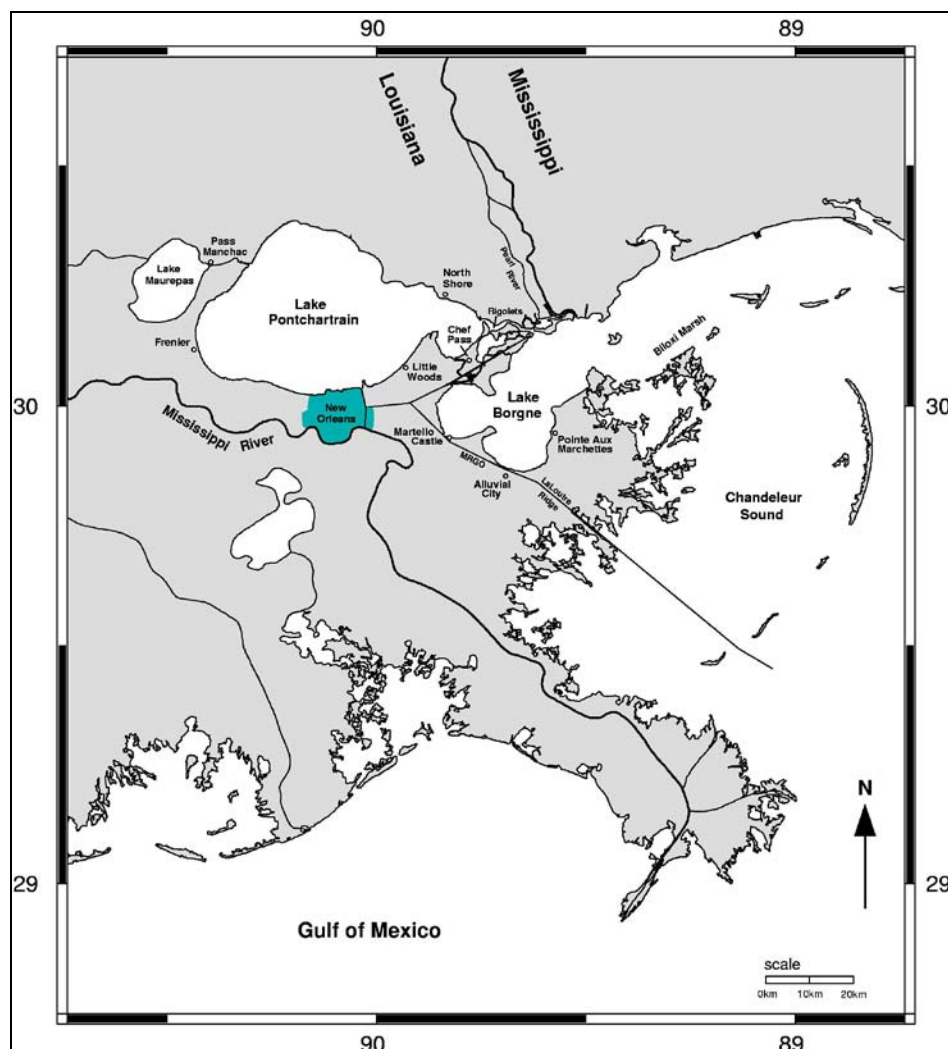 90
89
Louisiana
Mississippi
Pass
Manchac
Lake
Maurepas
North
Shore
Pearl River
Lake
Pontchartrain
Rigolets
Chef
Pass
Biloxi Marsh
Frenier
Little
Woods
30
30
New
Orleans
Lake
Borgne
Mississippi River
Martello
Castle
Pointe Aux
Marchettes
MRGO
Alluvial
City
LaLoutre
Ridge
Chandeleur
Sound
N
29
29
Gulf of Mexico
scale
0km 10km 20km
90
89